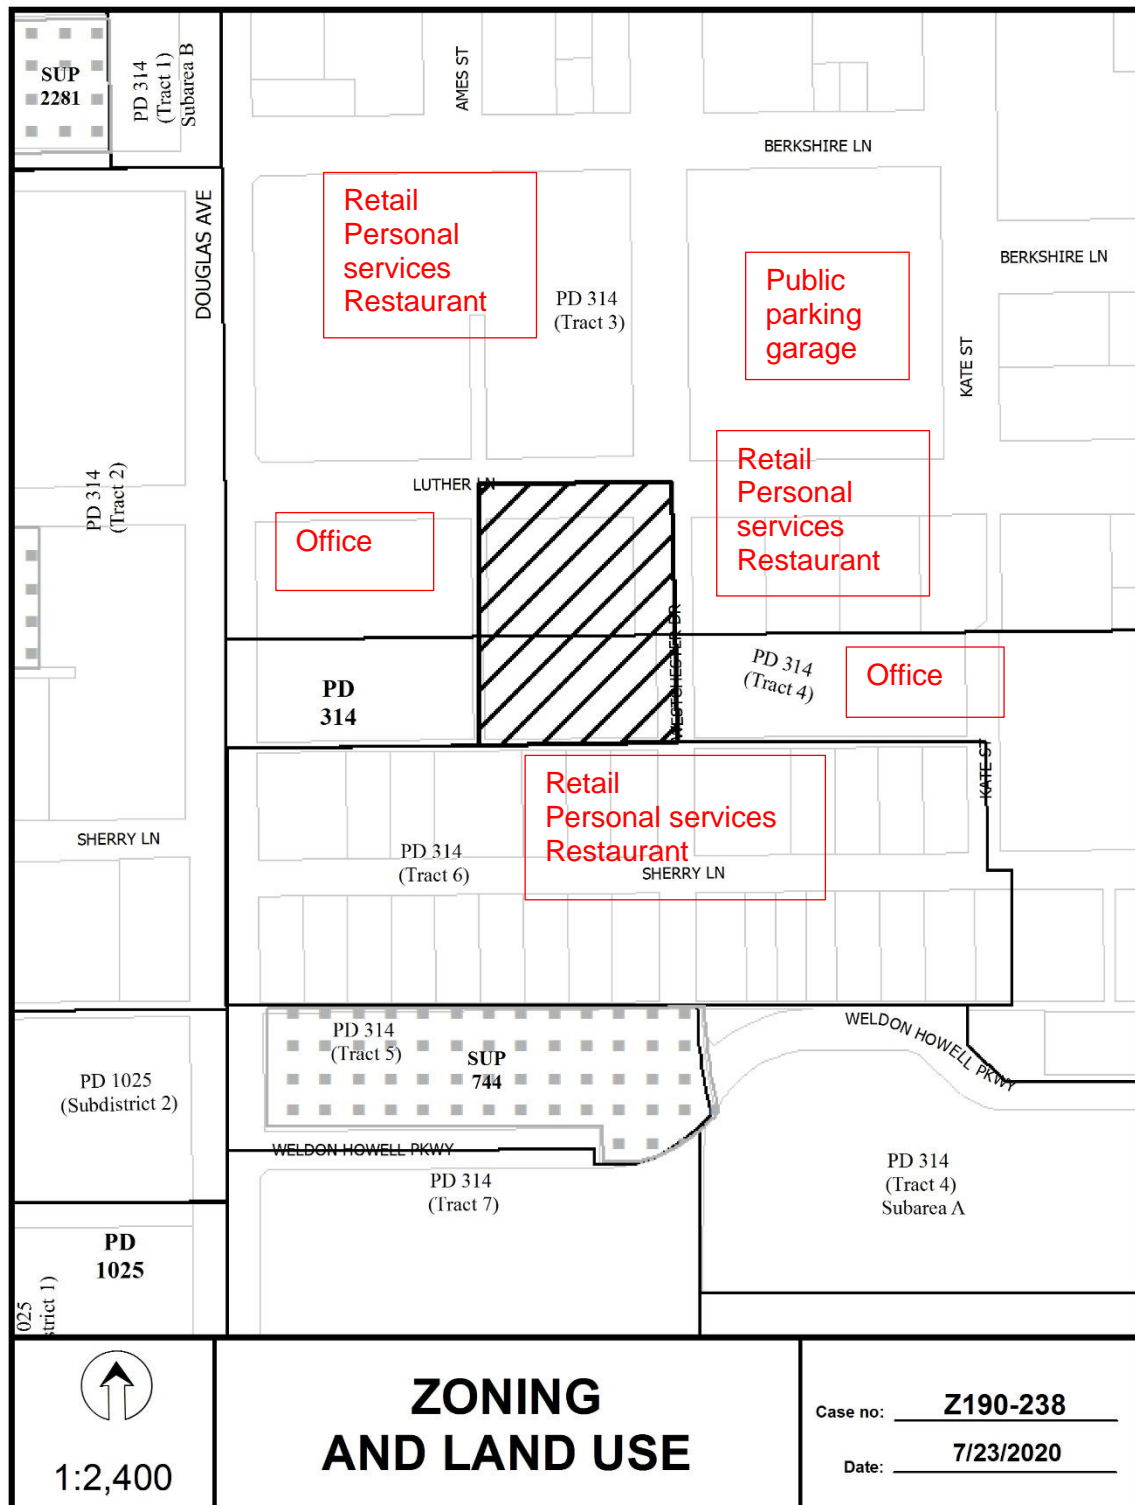 SUP
2281
PD 314
(Tract 1)
Subarea B
AMES ST
BERKSHIRE LN
DOUGLAS AVE
Retail
Personal
services
Restaurant
PD 314
(Tract 3)
Public
parking
garage
BERKSHIRE LN
KATE ST
PD 314
(Tract 2)
LUTHER LN
Retail
Personal
services
Restaurant
Office
WESTCHESTER DR
PD
314
PD 314
(Tract 4)
Office
KATE ST
Retail
Personal services
Restaurant
SHERRY LN
PD 314
(Tract 6)
SHERRY LN
PD 314
(Tract 5)
SUP
744
WELDON HOWELL PKWY
PD 1025
(Subdistrict 2)
WELDON HOWELL PKWY
PD 314
(Tract 7)
PD 314
(Tract 4)
Subarea A
PD
1025
025
strict 1)
1:2,400
ZONING
AND LAND USE
Case no: Z190-238
Date: 7/23/2020